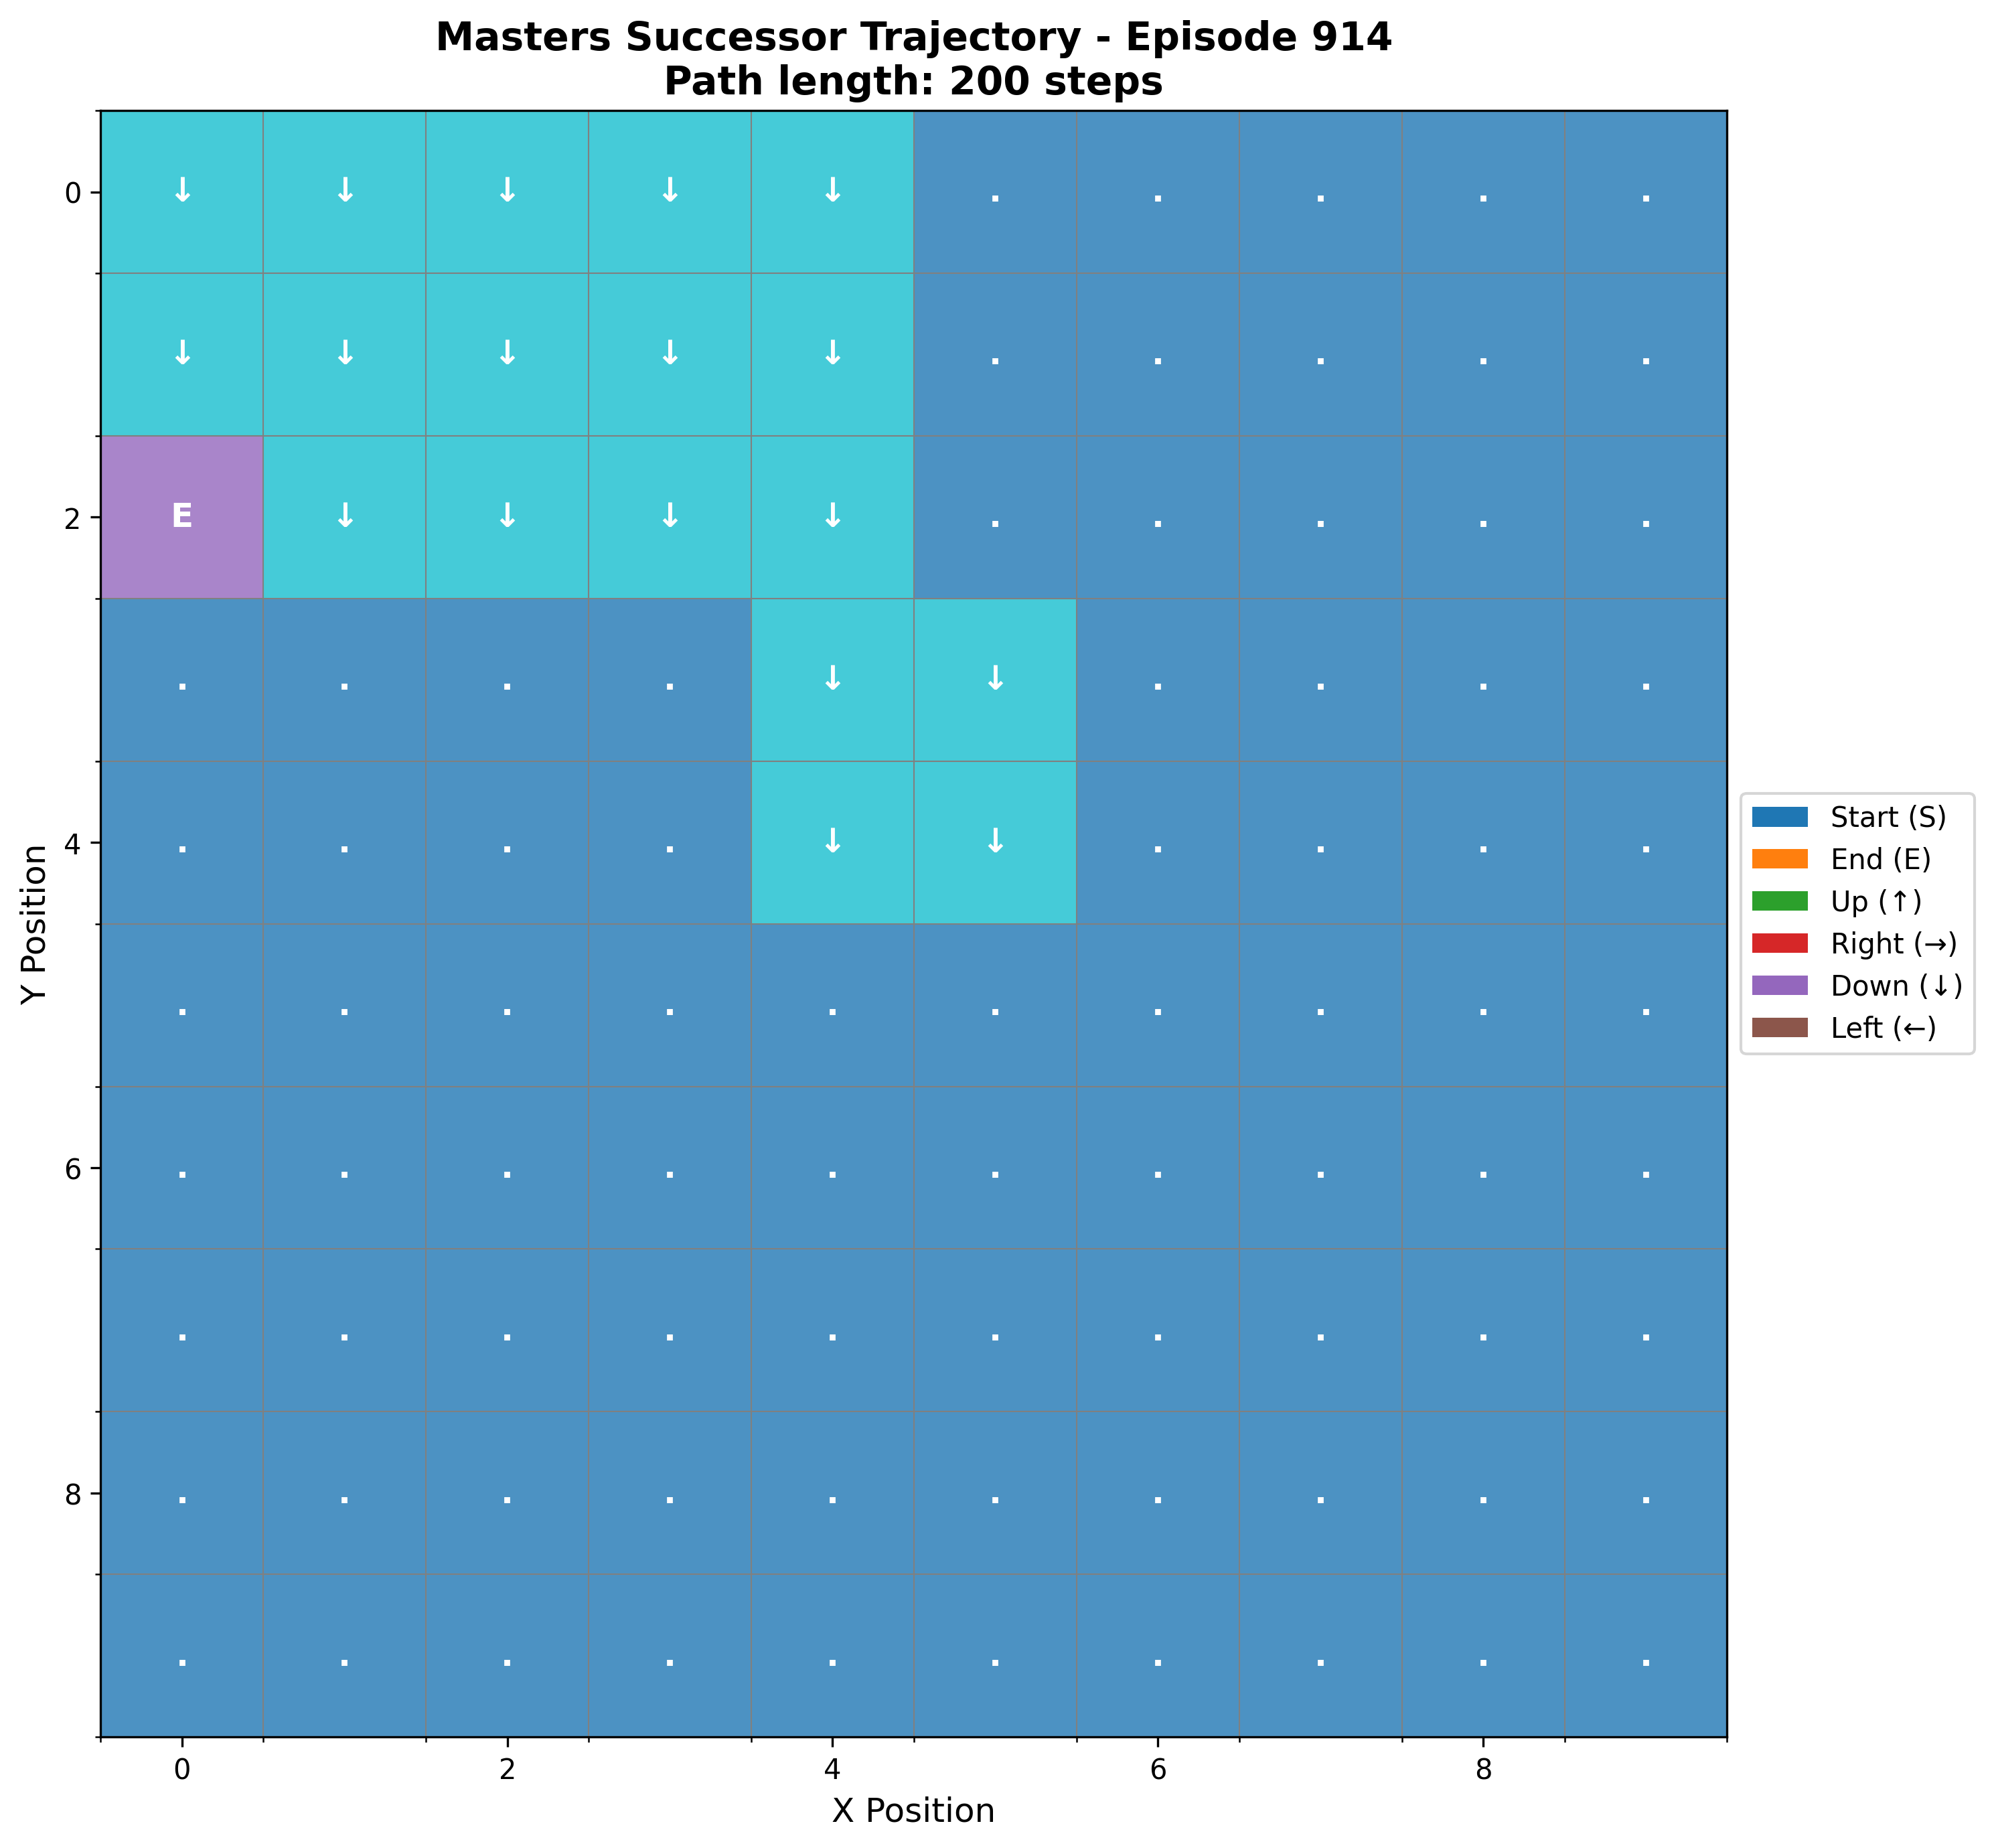 Masters Successor Trajectory - Episode 914
Path length: 200 steps
0 ↓ ↓ ↓ ↓ ↓ . . . . .
↓ ↓ ↓ ↓ ↓ . . . . .
2 E ↓ ↓ ↓ ↓ . . . . .
. . . . ↓ ↓ . . . .
4 . . . . ↓ ↓ . . . .
. . . . . . . . . .
6 . . . . . . . . . .
. . . . . . . . . .
8 . . . . . . . . . .
. . . . . . . . . .
0 2 4 6 8
X Position
Y Position
Start (S)
End (E)
Up (↑)
Right (→)
Down (↓)
Left (←)